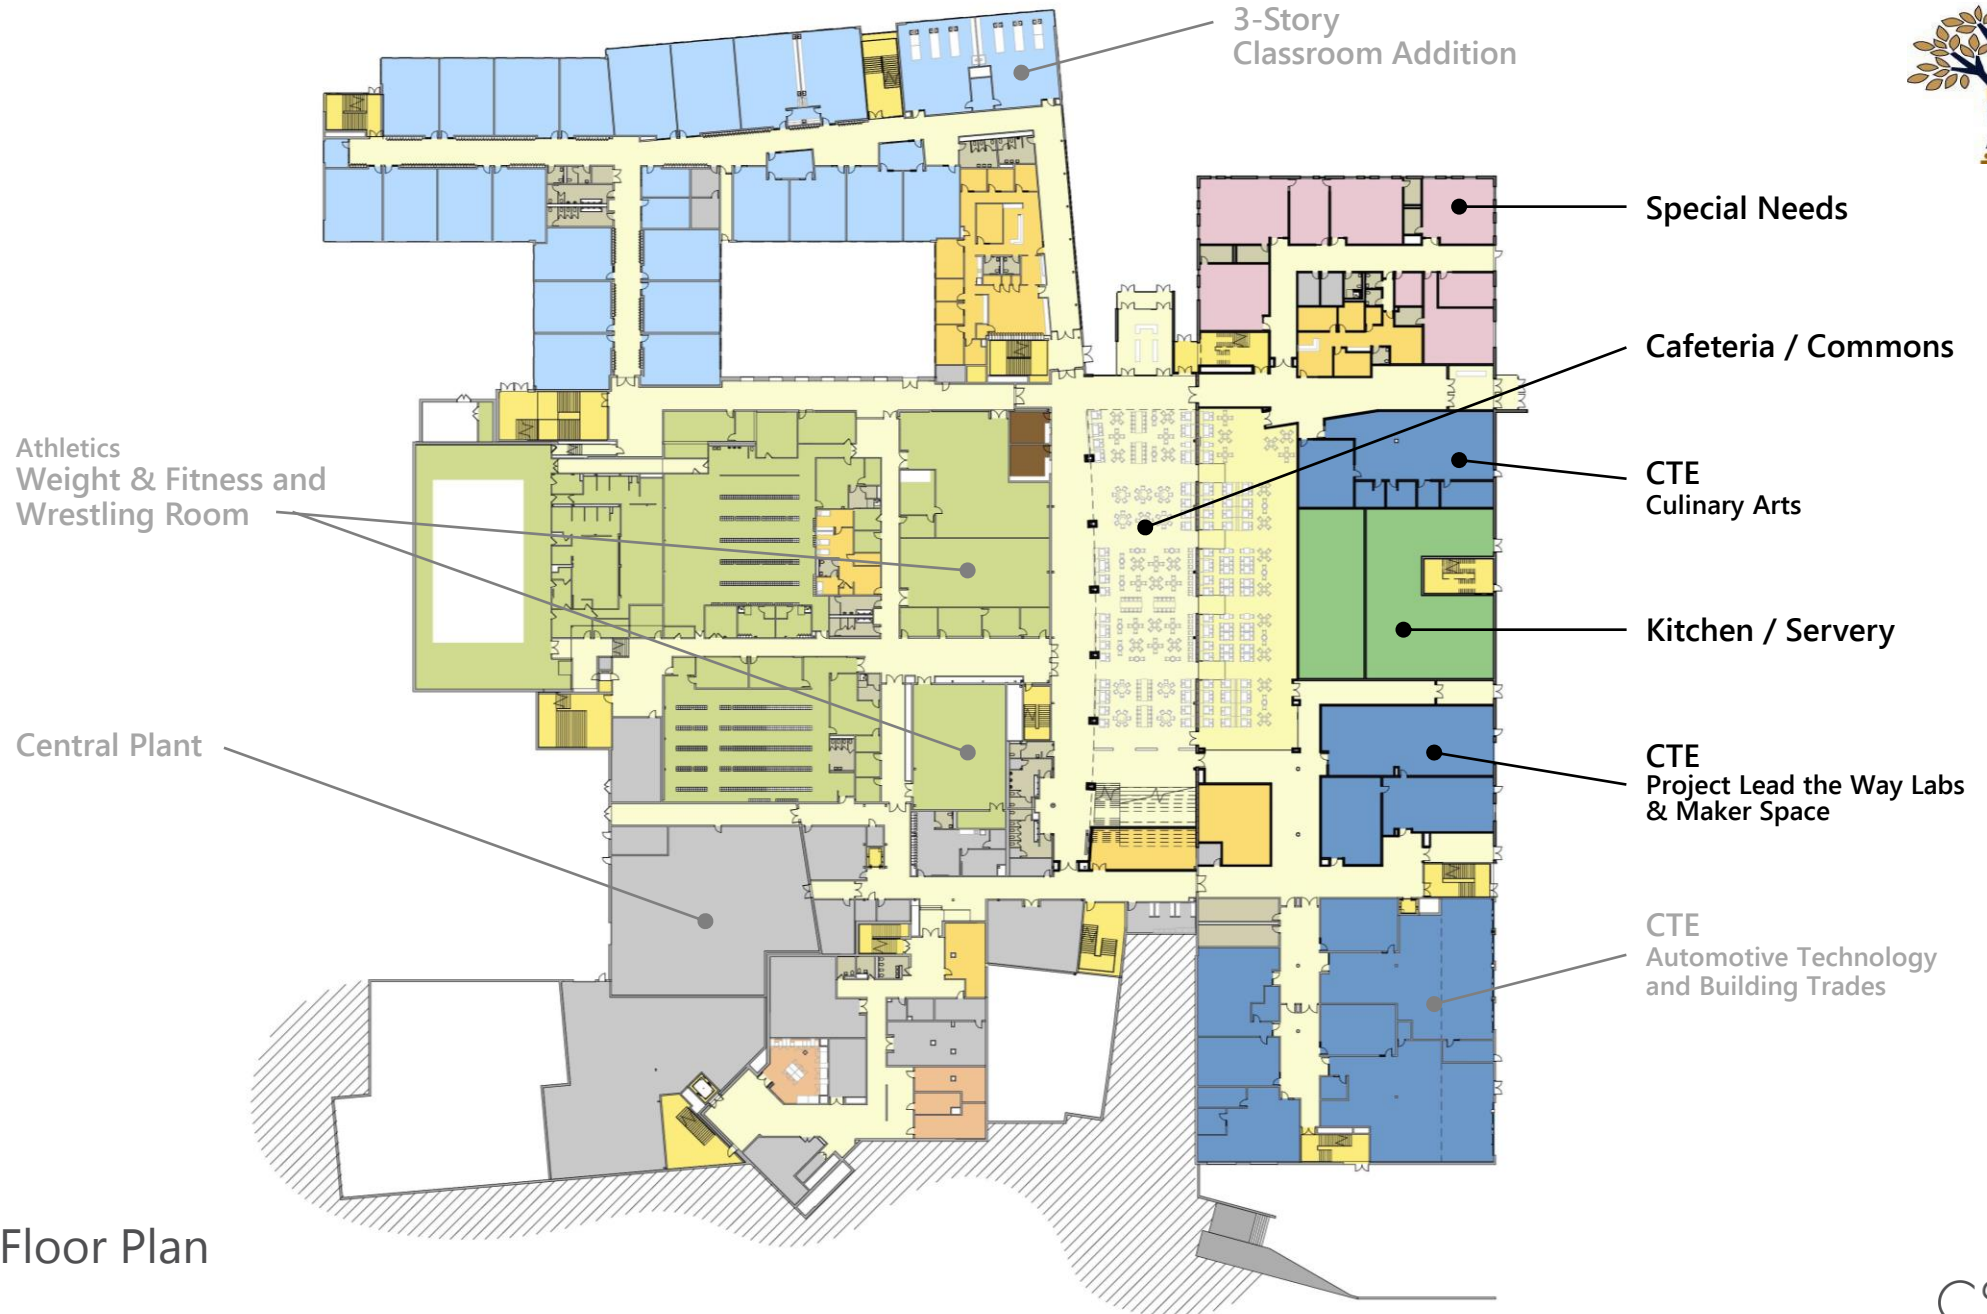 3-Story
Classroom Addition
Special Needs
Cafeteria / Commons
Athletics
Weight & Fitness and
Wrestling Room
CTE
Culinary Arts
Kitchen / Servery
Central Plant
CTE
Project Lead the Way Labs
& Maker Space
CTE
Automotive Technology
and Building Trades
Floor Plan